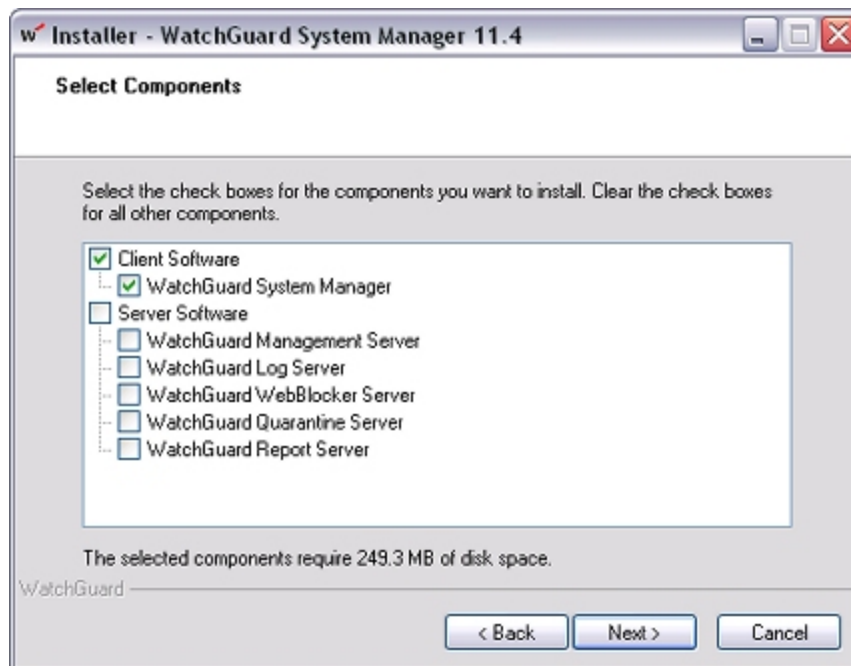 Installer - WatchGuard System Manager 11.4
Select Components
Select the check boxes for the components you want to install. Clear the check boxes
for all other components.
Client Software
WatchGuard System Manager
Server Software
WatchGuard Management Server
WatchGuard Log Server
WatchGuard WebBlocker Server
WatchGuard Quarantine Server
WatchGuard Report Server
The selected components require 249.3 MB of disk space.
WatchGuard
< Back
Next >
Cancel